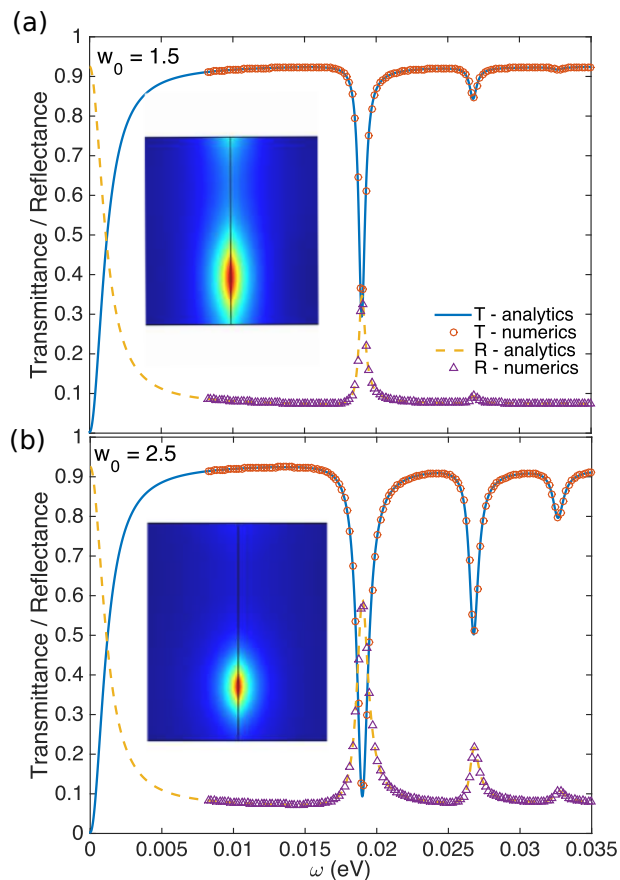 (a)
w0 = 1.5
1
0.9
0.8
0.7
0.6
0.5
0.4
0.3
0.2
0.1
Transmittance / Reflectance
T - analytics
T - numerics
R - analytics
R - numerics
(b)
w0 = 2.5
1
0.9
0.8
0.7
0.6
0.5
0.4
0.3
0.2
0.1
0
Transmittance / Reflectance
0 0.005 0.01 0.015 0.02 0.025 0.03 0.035
ω (eV)